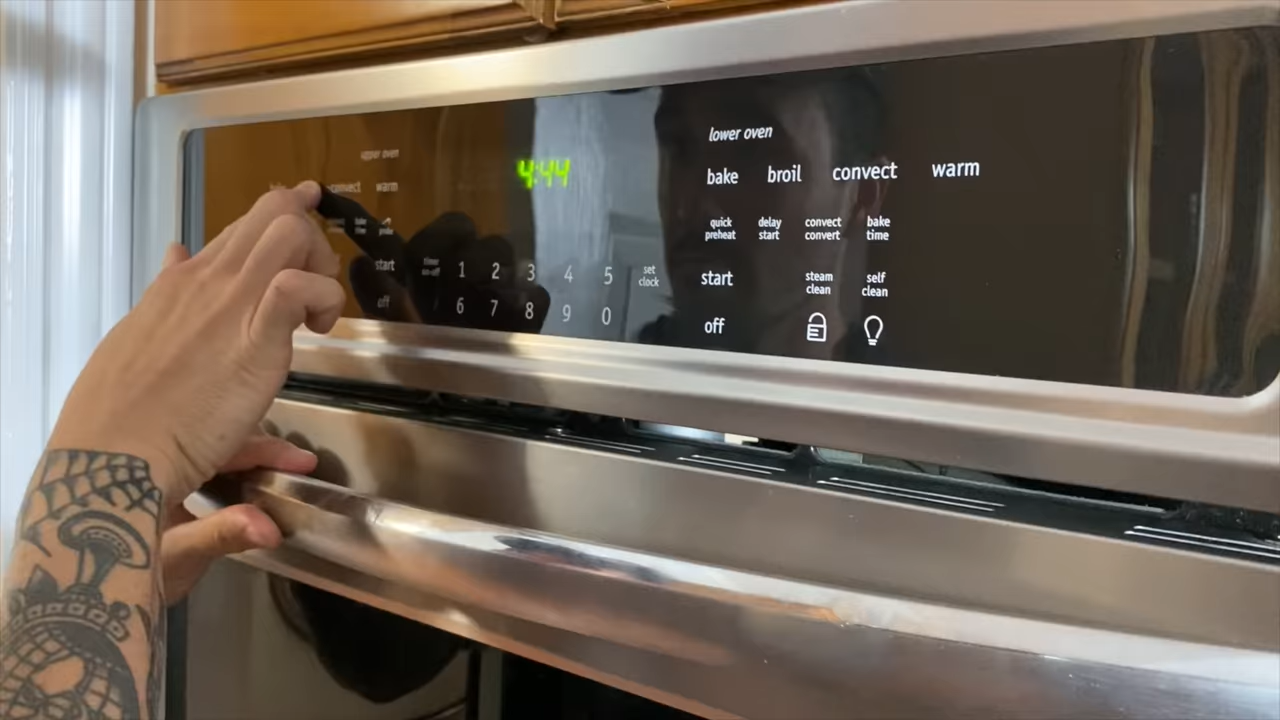 upper oven
convect warm
probe
start
off
4:44
timer
on-off
1 2 3 4 5
set
clock
6 7 8 9 0
lower oven
bake broil convect warm
quick
preheat
delay
start
convect
convert
bake
time
start
steam
clean
self
clean
off